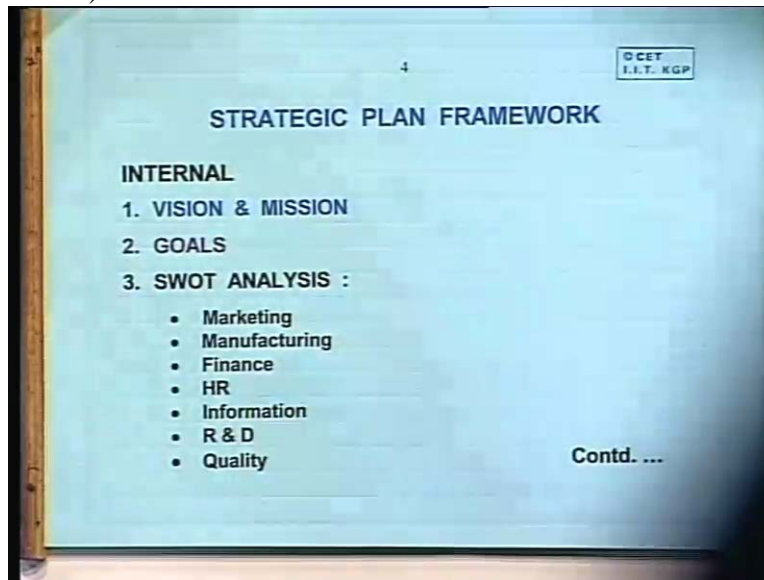 4
© CET
I.I.T. KGP
STRATEGIC PLAN FRAMEWORK
INTERNAL
1. VISION & MISSION
2. GOALS
3. SWOT ANALYSIS :
• Marketing
• Manufacturing
• Finance
• HR
• Information
• R & D
• Quality
Contd. ...